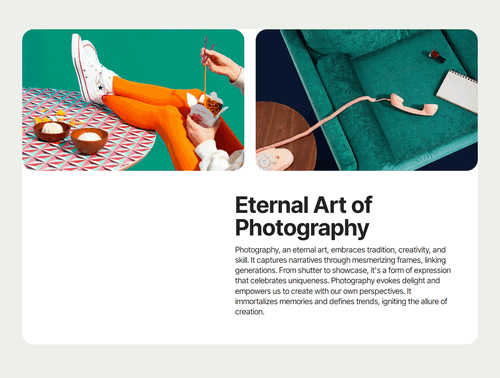 Eternal Art of
Photography
Photography, an eternal art, embraces tradition, creativity, and
skill. It captures narratives through mesmerizing frames, linking
generations. From shutter to showcase, it's a form of expression
that celebrates uniqueness. Photography evokes delight and
empowers us to create with our own perspectives. It
immortalizes memories and defines trends, igniting the allure of
creation.